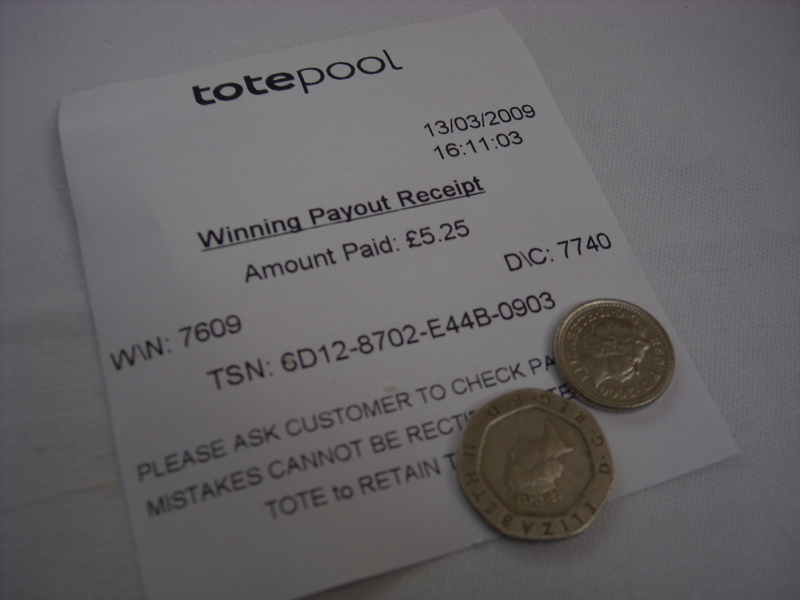 totepool
13/03/2009
16:11:03
Winning Payout Receipt
Amount Paid: £5.25
D\C: 7740
W\N: 7609
TSN: 6D12-8702-E44B-0903
PLEASE ASK CUSTOMER TO CHECK PA
MISTAKES CANNOT BE RECTI
TOTE to RETAIN T
ELIZABETH II D·G·REG·F·D